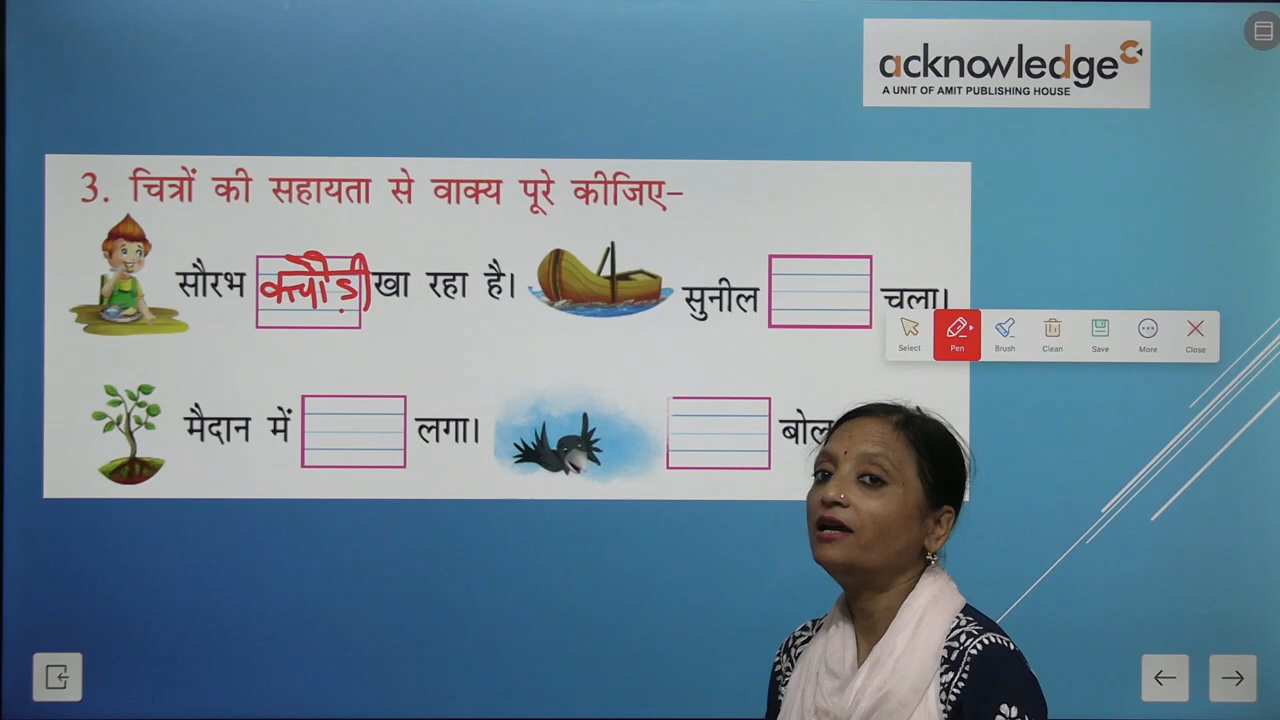 acknowledge
A UNIT OF AMIT PUBLISHING HOUSE
3. चित्रों की सहायता से वाक्य पूरे कीजिए-
सौरभ खा रहा है।
सुनील चला।
Select Pen Brush Clean Save More Close
मैदान में लगा।
बोल